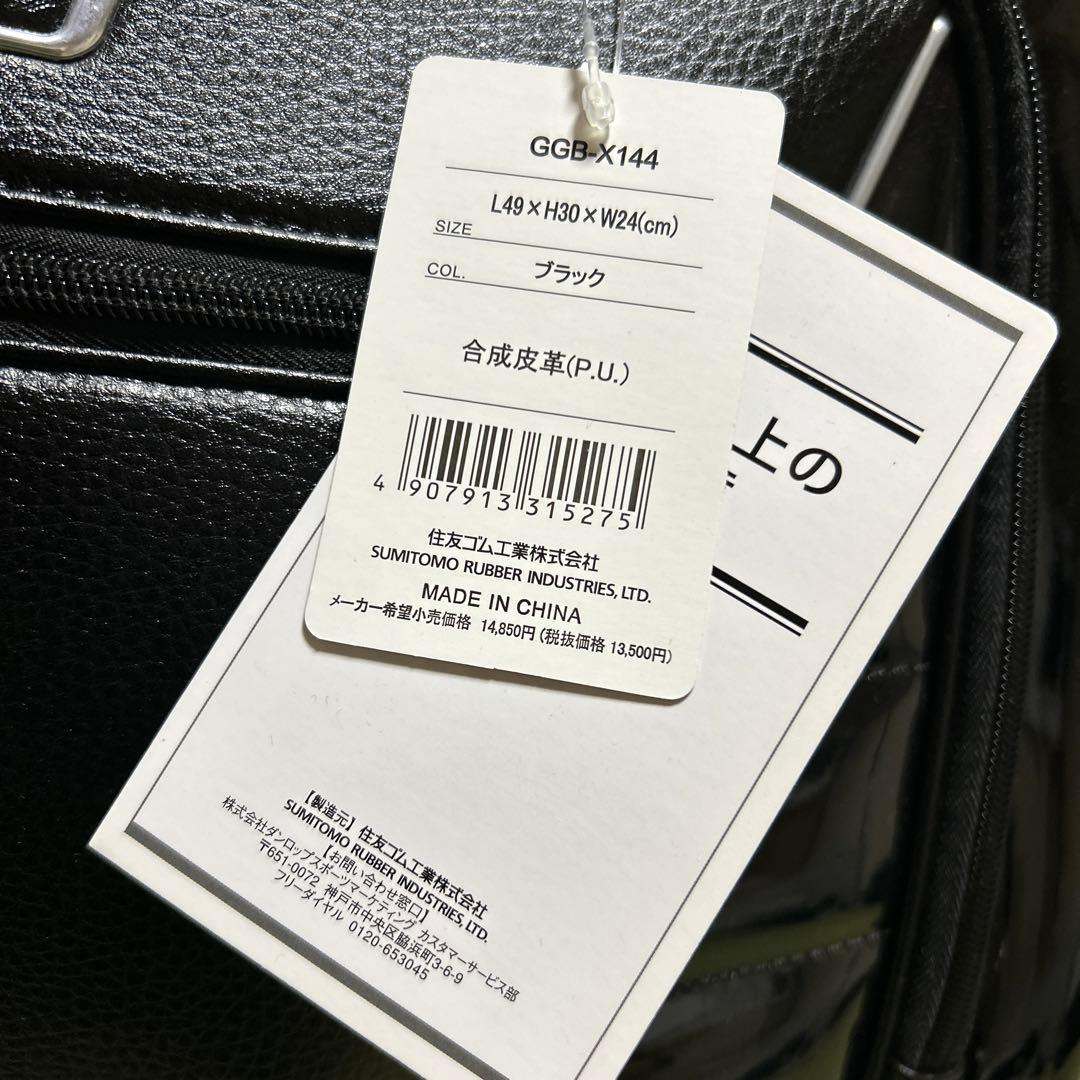 GGB-X144
SIZE L49×H30×W24(cm)
COL. ブラック
合成皮革(P.U.)
4 907913 315275
住友ゴム工業株式会社
SUMITOMO RUBBER INDUSTRIES, LTD.
MADE IN CHINA
メーカー希望小売価格 14,850円 (税抜価格 13,500円)
上の
【製造元】住友ゴム工業株式会社
SUMITOMO RUBBER INDUSTRIES, LTD.
【お問い合わせ窓口】
株式会社ダンロップスポーツマーケティング カスタマーサービス部
〒651-0072 神戸市中央区脇浜町3-6-9
フリーダイヤル 0120-653045